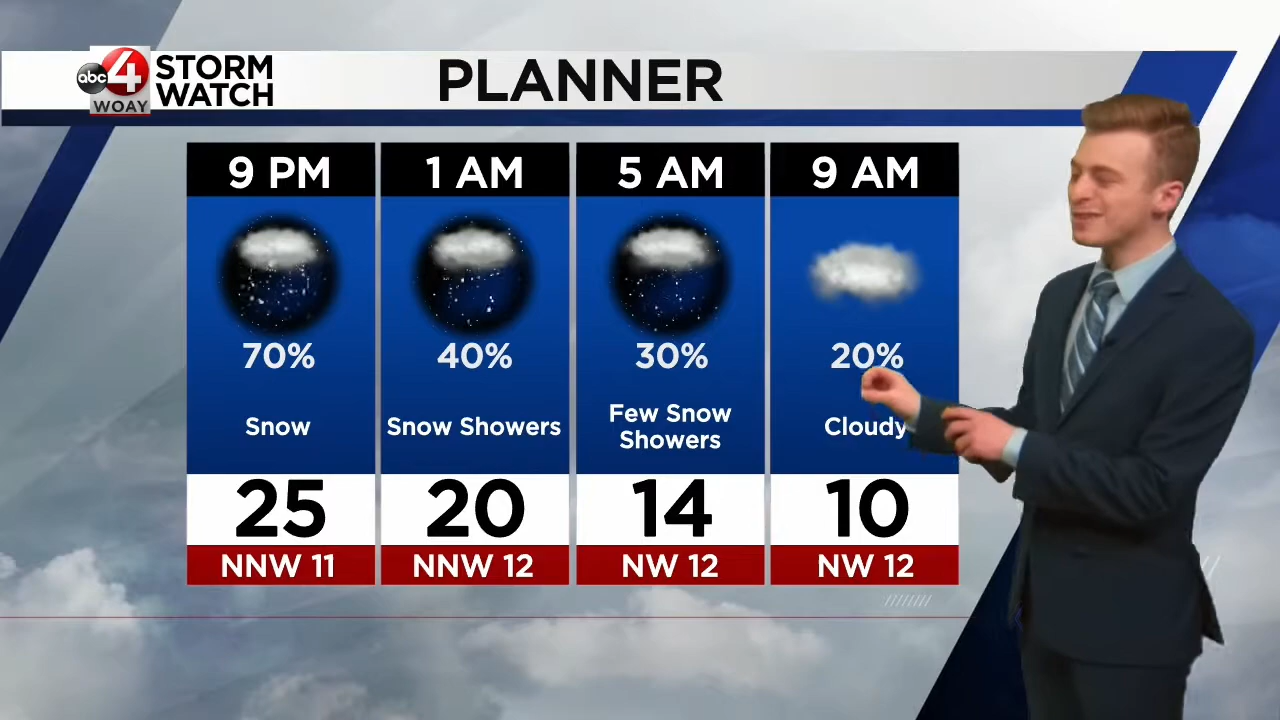 abc 4
WOAY
STORM
WATCH
PLANNER
9 PM
1 AM
5 AM
9 AM
70%
40%
30%
20%
Snow
Snow Showers
Few Snow
Showers
Cloudy
25
20
14
10
NNW 11
NNW 12
NW 12
NW 12